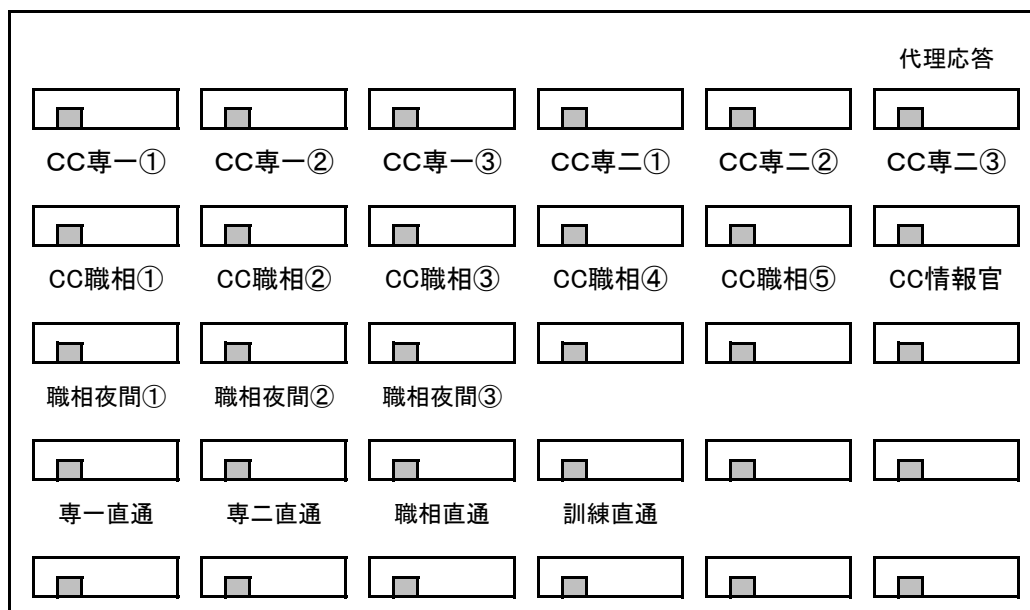 代理応答
CC専一① CC専一② CC専一③ CC専二① CC専二② CC専二③
CC職相① CC職相② CC職相③ CC職相④ CC職相⑤ CC情報官
職相夜間① 職相夜間② 職相夜間③
専一直通 専二直通 職相直通 訓練直通